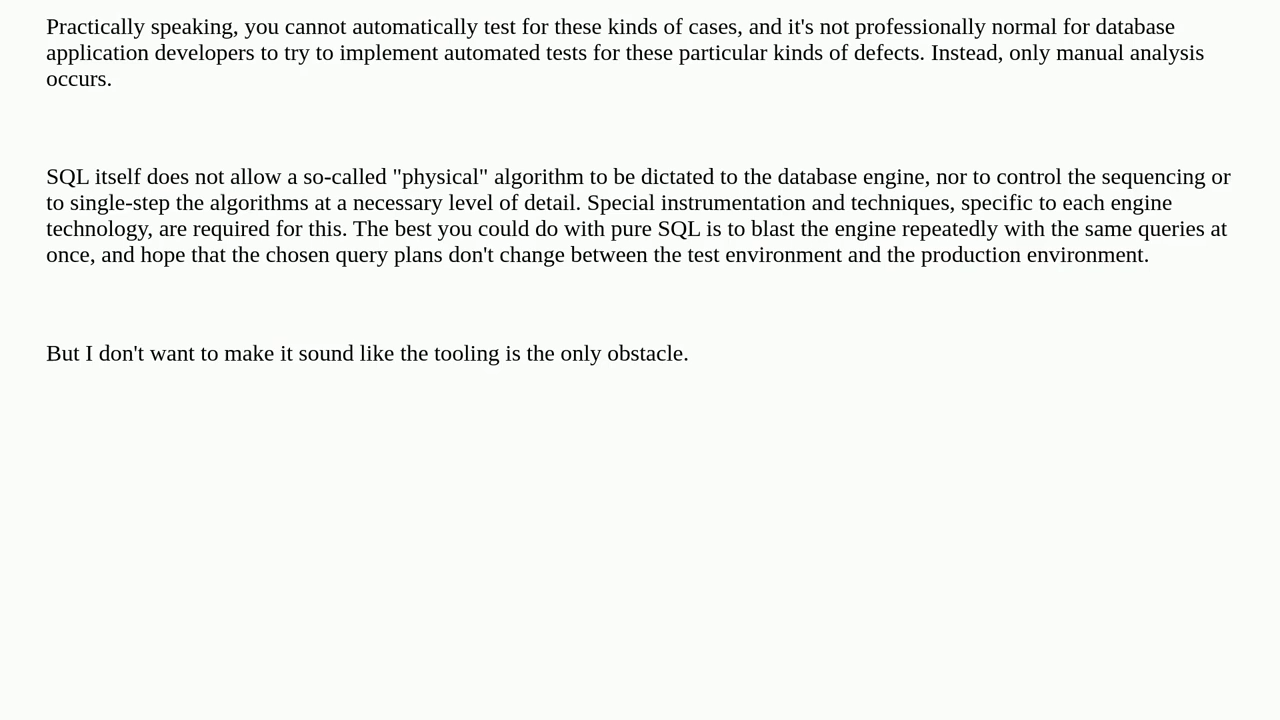 Practically speaking, you cannot automatically test for these kinds of cases, and it's not professionally normal for database
application developers to try to implement automated tests for these particular kinds of defects. Instead, only manual analysis
occurs.
SQL itself does not allow a so-called "physical" algorithm to be dictated to the database engine, nor to control the sequencing or
to single-step the algorithms at a necessary level of detail. Special instrumentation and techniques, specific to each engine
technology, are required for this. The best you could do with pure SQL is to blast the engine repeatedly with the same queries at
once, and hope that the chosen query plans don't change between the test environment and the production environment.
But I don't want to make it sound like the tooling is the only obstacle.